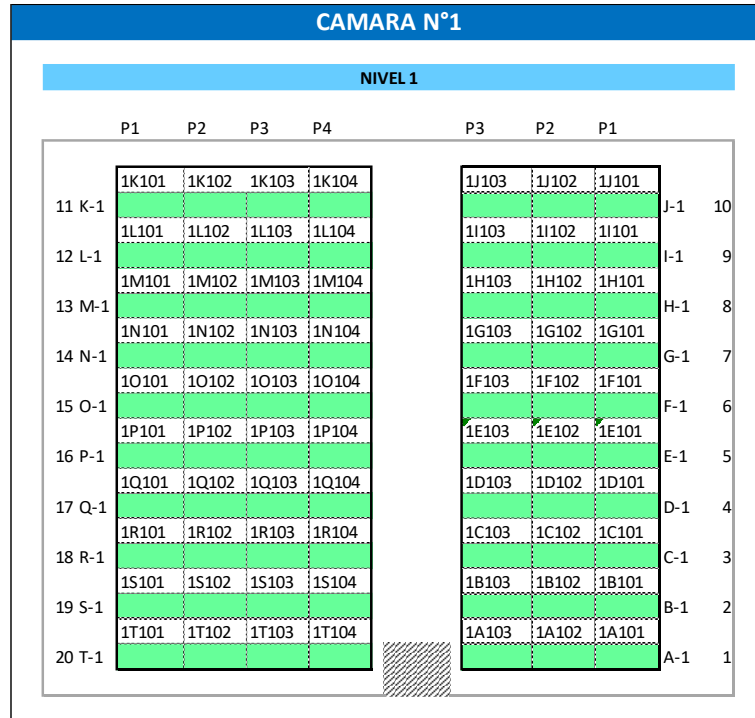 CAMARA N°1
NIVEL 1
P1 P2 P3 P4 P3 P2 P1
1K101 1K102 1K103 1K104 1J103 1J102 1J101
11 K-1 J-1 10
1L101 1L102 1L103 1L104 1I103 1I102 1I101
12 L-1 I-1 9
1M101 1M102 1M103 1M104 1H103 1H102 1H101
13 M-1 H-1 8
1N101 1N102 1N103 1N104 1G103 1G102 1G101
14 N-1 G-1 7
1O101 1O102 1O103 1O104 1F103 1F102 1F101
15 O-1 F-1 6
1P101 1P102 1P103 1P104 1E103 1E102 1E101
16 P-1 E-1 5
1Q101 1Q102 1Q103 1Q104 1D103 1D102 1D101
17 Q-1 D-1 4
1R101 1R102 1R103 1R104 1C103 1C102 1C101
18 R-1 C-1 3
1S101 1S102 1S103 1S104 1B103 1B102 1B101
19 S-1 B-1 2
1T101 1T102 1T103 1T104 1A103 1A102 1A101
20 T-1 A-1 1